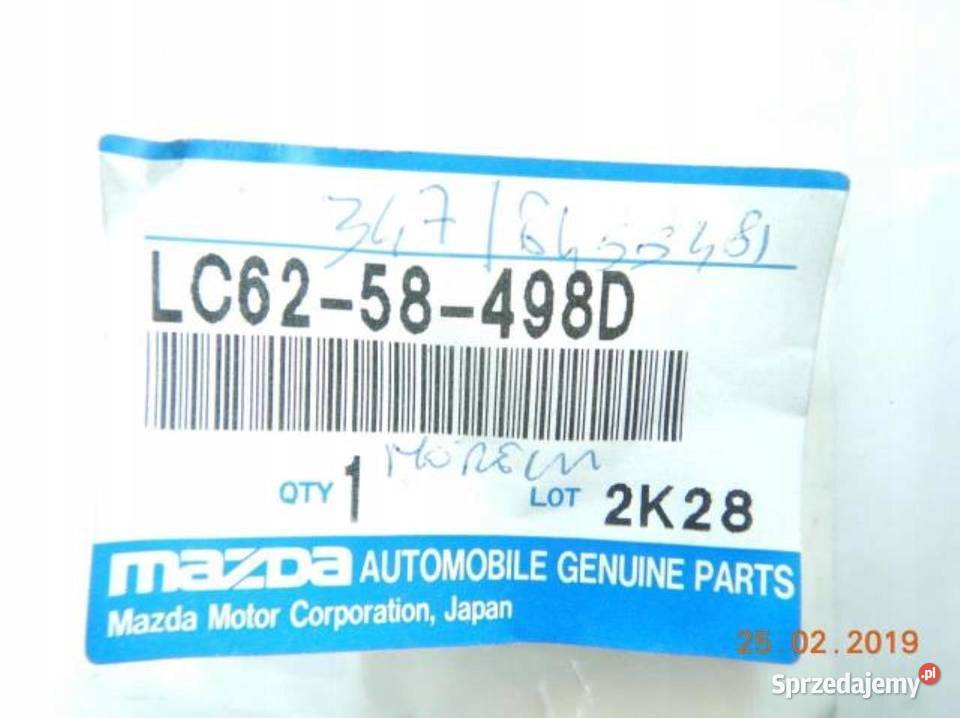 LC62-58-498D
QTY 1 LOT 2K28
mazda AUTOMOBILE GENUINE PARTS
Mazda Motor Corporation, Japan
25.02.2019
Sprzedajemy.pl